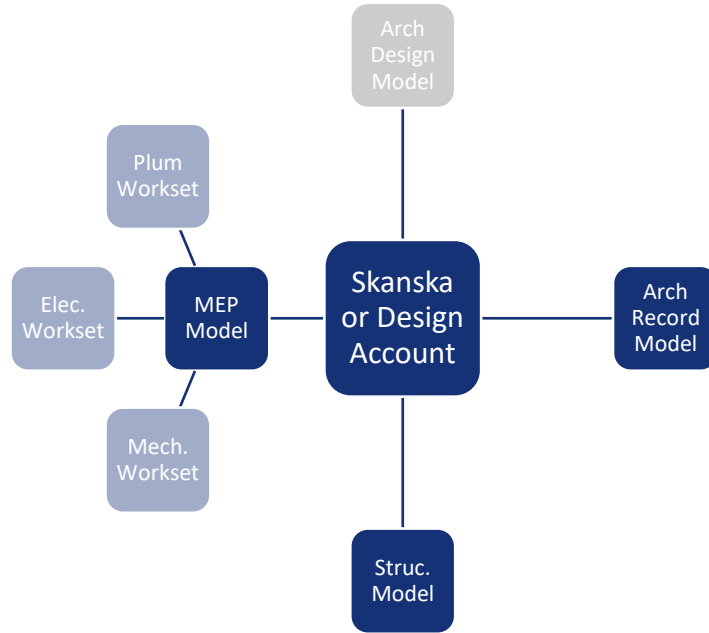 Arch
Design
Model
Plum
Workset
Elec.
Workset
MEP
Model
Skanska
or Design
Account
Arch
Record
Model
Mech.
Workset
Struc.
Model